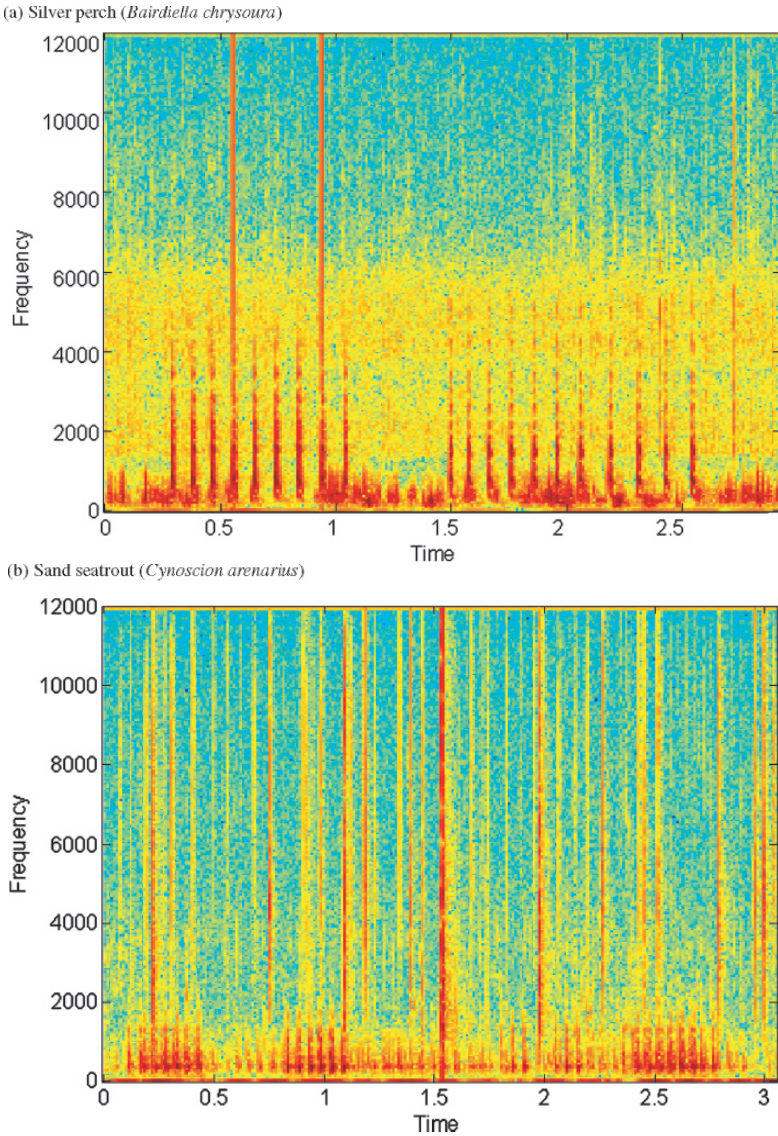 (a) Silver perch (Bairdiella chrysoura)
12000
10000
8000
6000
4000
2000
0
Frequency
0 0.5 1 1.5 2 2.5
Time
(b) Sand seatrout (Cynoscion arenarius)
12000
10000
8000
6000
4000
2000
0
Frequency
0 0.5 1 1.5 2 2.5 3
Time